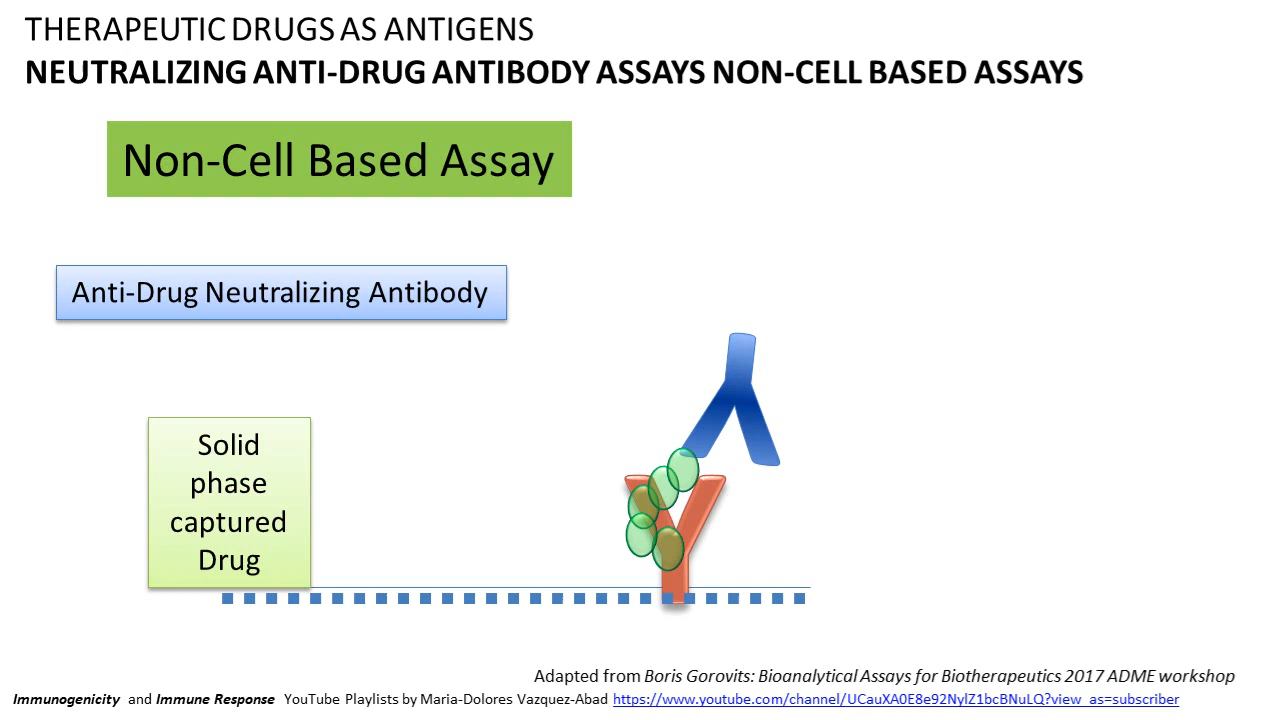 THERAPEUTIC DRUGS AS ANTIGENS
NEUTRALIZING ANTI-DRUG ANTIBODY ASSAYS NON-CELL BASED ASSAYS
Non-Cell Based Assay
Anti-Drug Neutralizing Antibody
Solid
phase
captured
Drug
Adapted from Boris Gorovits: Bioanalytical Assays for Biotherapeutics 2017 ADME workshop
Immunogenicity and Immune Response YouTube Playlists by Maria-Dolores Vazquez-Abad https://www.youtube.com/channel/UCauXA0E8e92NylZ1bcBNuLQ?view_as=subscriber